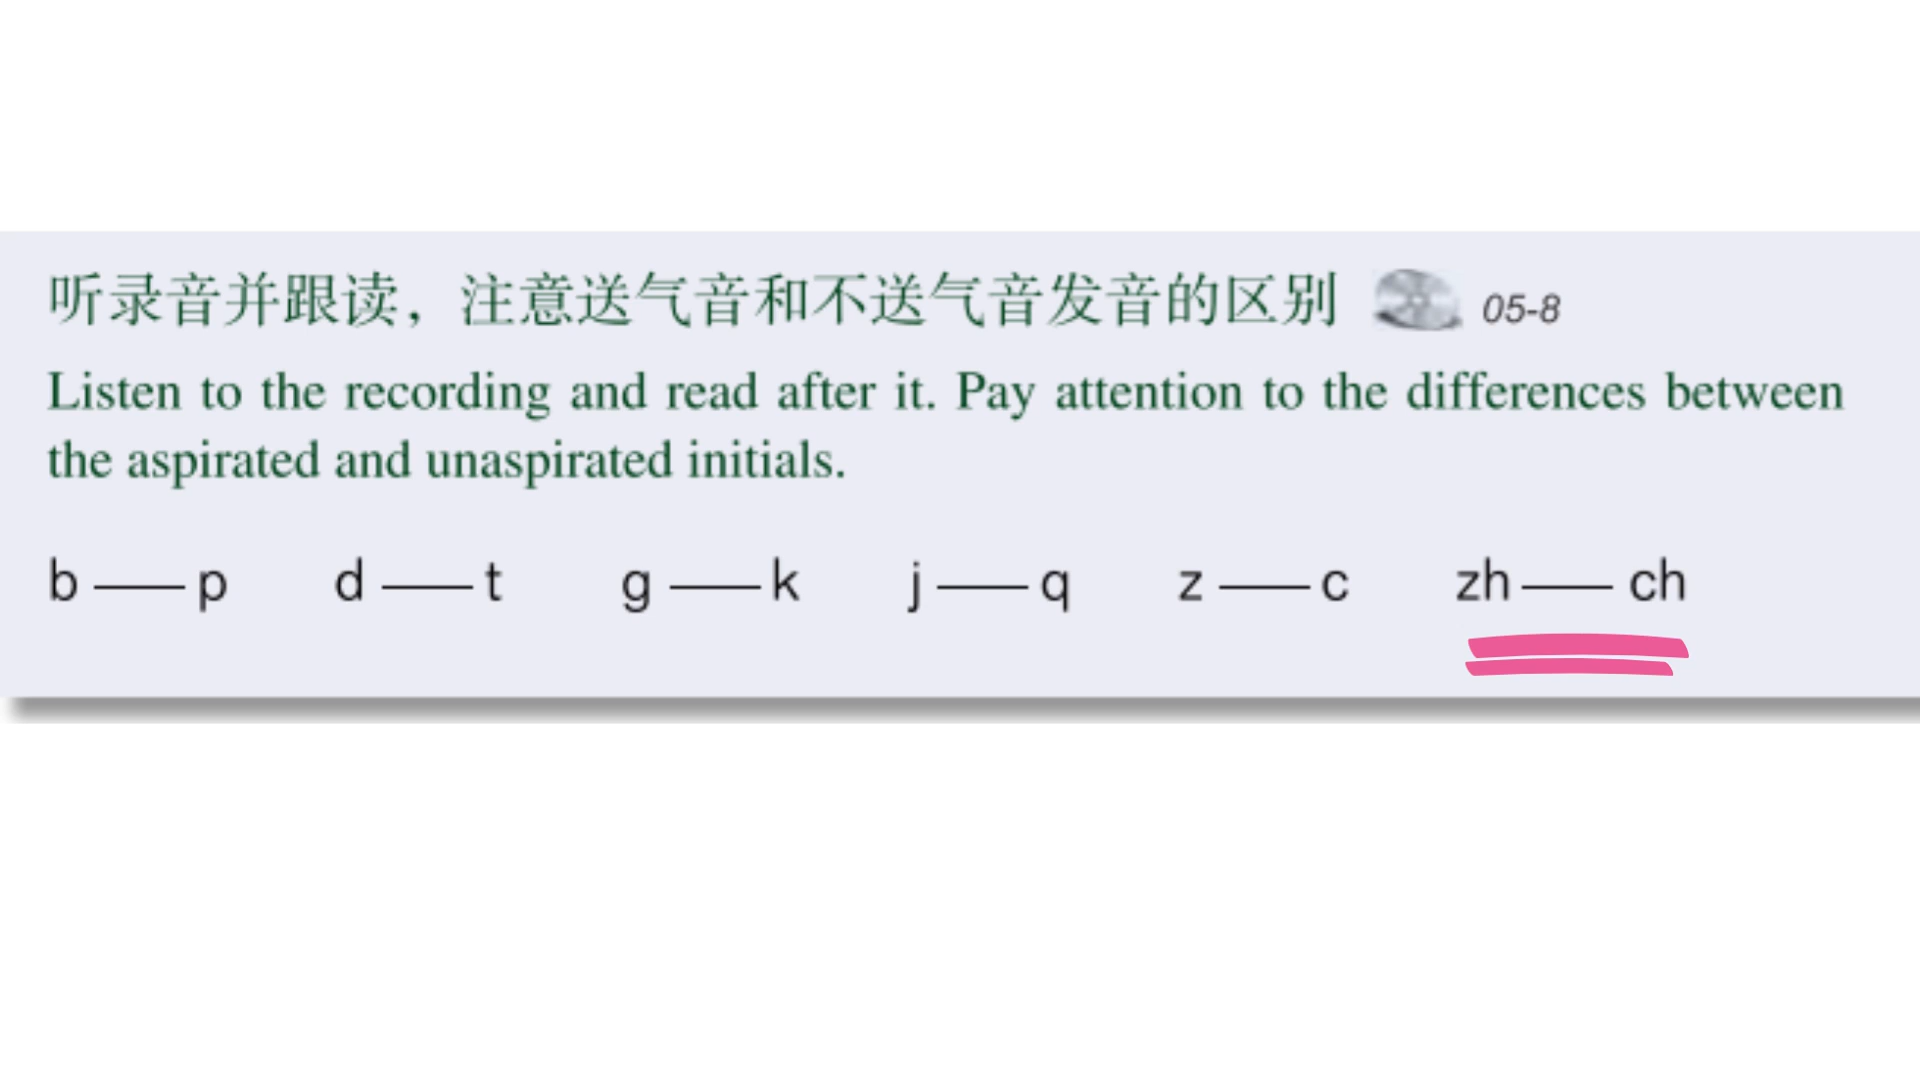 听录音并跟读，注意送气音和不送气音发音的区别 05-8
Listen to the recording and read after it. Pay attention to the differences between
the aspirated and unaspirated initials.
b——p d——t g——k j——q z——c zh——ch